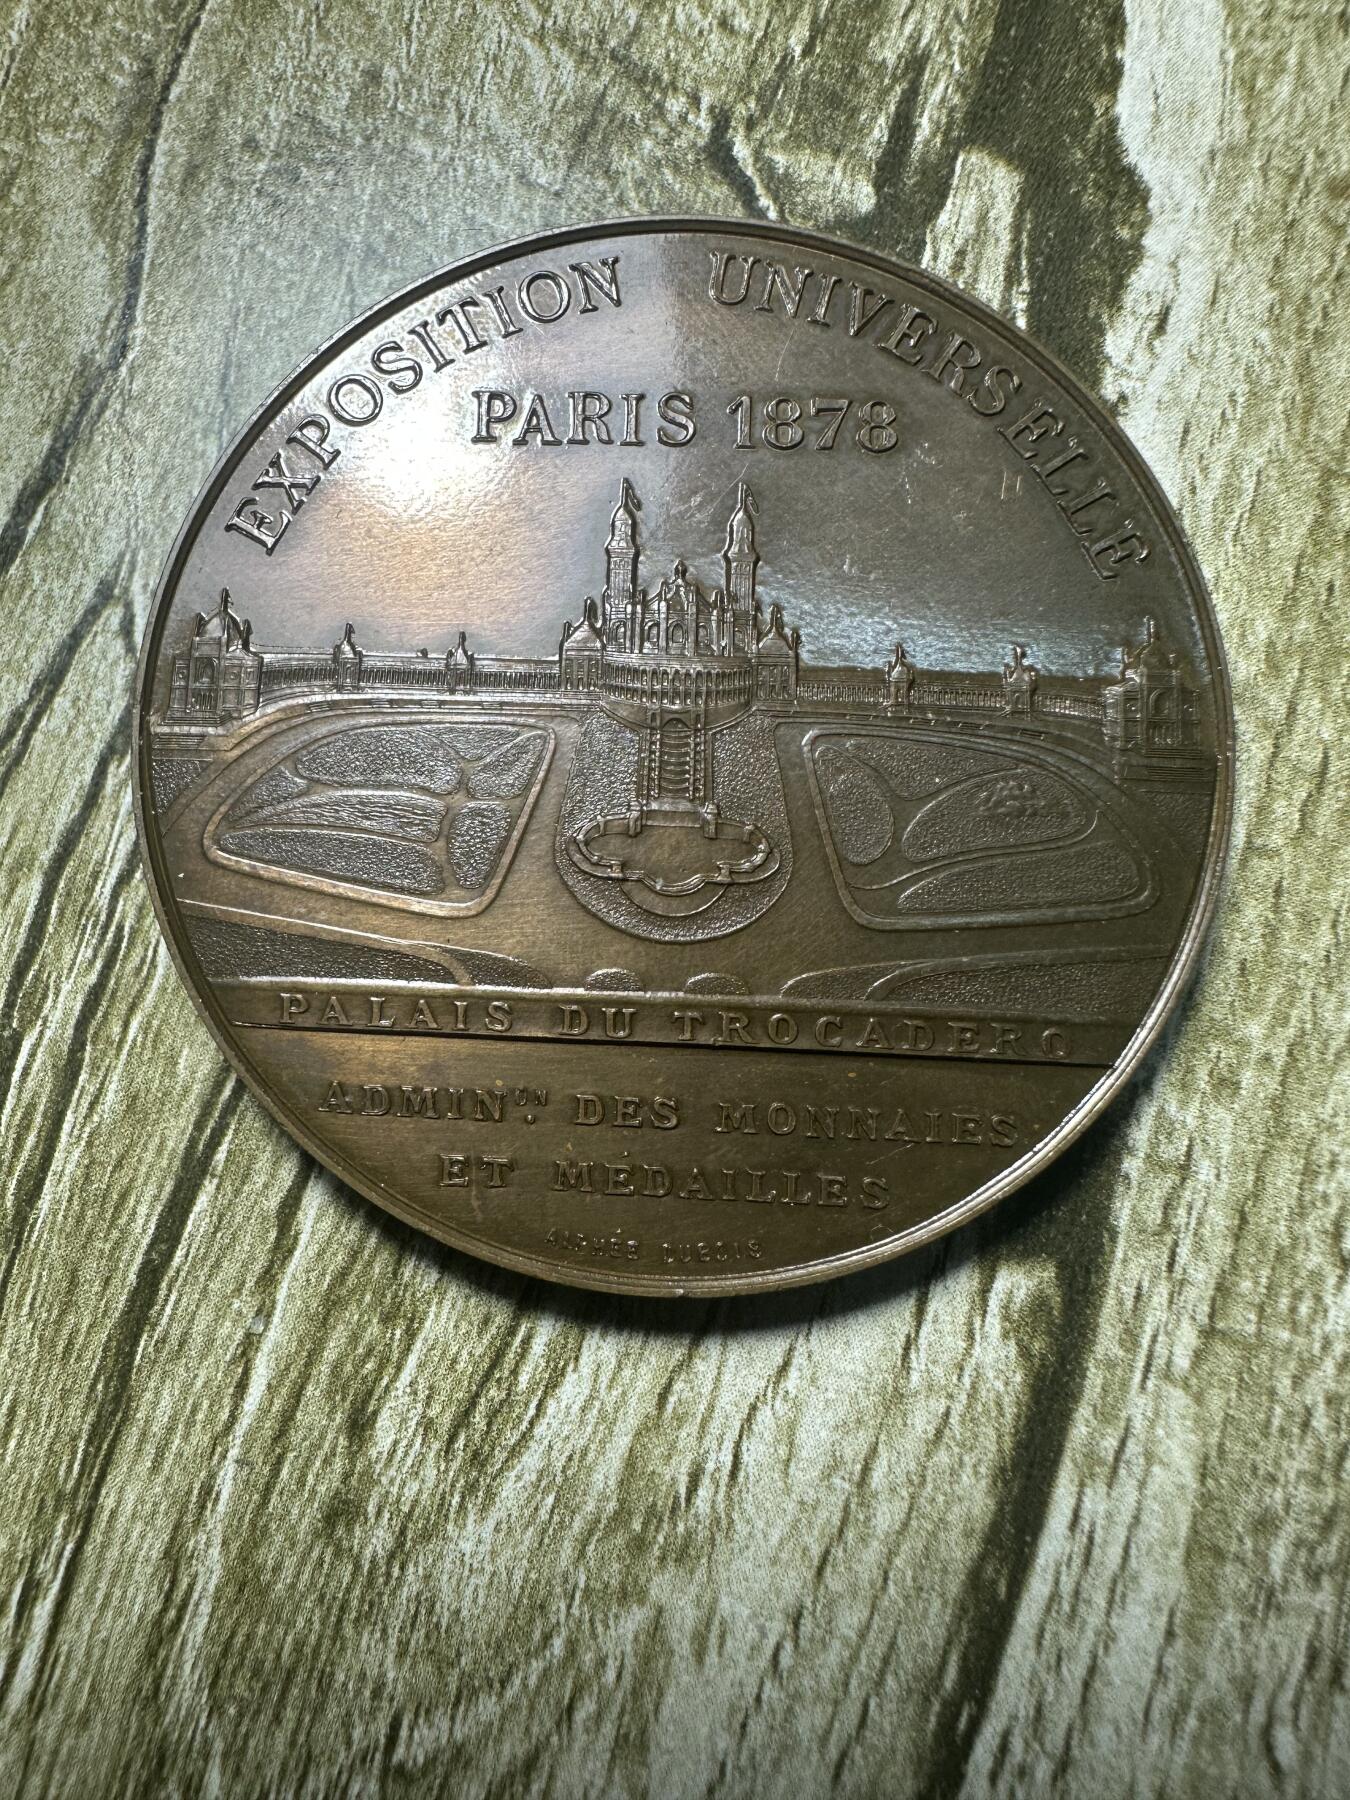 EXPOSITION UNIVERSELLE
PARIS 1878
PALAIS DU TROCADERO
ADMINᵒⁿ. DES MONNAIES
ET MÉDAILLES
ALPHÉE DUBOIS